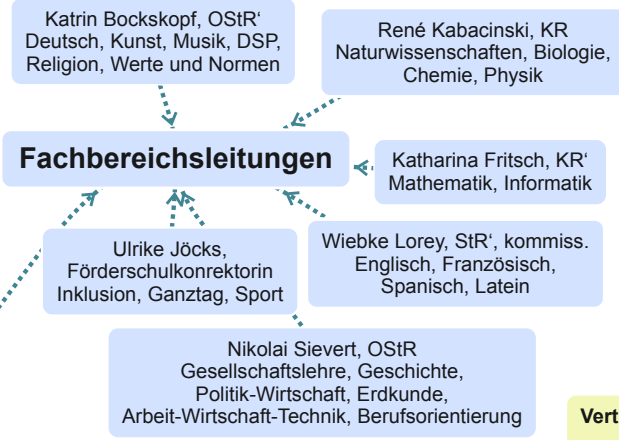 Katrin Bockskopf, OStR‘
Deutsch, Kunst, Musik, DSP,
Religion, Werte und Normen
René Kabacinski, KR
Naturwissenschaften, Biologie,
Chemie, Physik
Fachbereichsleitungen
Katharina Fritsch, KR‘
Mathematik, Informatik
Ulrike Jöcks,
Förderschulkonrektorin
Inklusion, Ganztag, Sport
Wiebke Lorey, StR‘, kommiss.
Englisch, Französisch,
Spanisch, Latein
Nikolai Sievert, OStR
Gesellschaftslehre, Geschichte,
Politik-Wirtschaft, Erdkunde,
Arbeit-Wirtschaft-Technik, Berufsorientierung
Vert